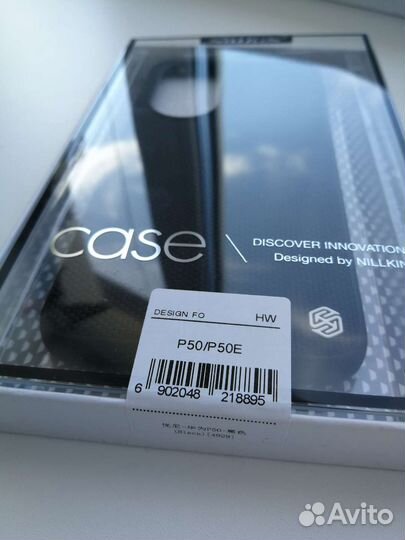 case
DISCOVER INNOVATION
Designed by NILLKIN
DESIGN FO
HW
P50/P50E
6 902048 218895
Avito